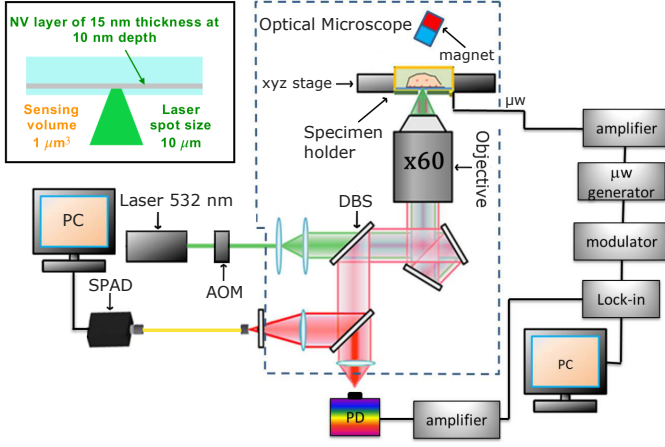 NV layer of 15 nm thickness at
10 nm depth
Sensing
volume
1 μm³
Laser
spot size
10 μm
Optical Microscope
magnet
xyz stage
μw
Specimen
holder
x60
Objective
amplifier
μw
generator
modulator
Lock-in
PC
Laser 532 nm
DBS
PC
AOM
SPAD
PC
PD
amplifier